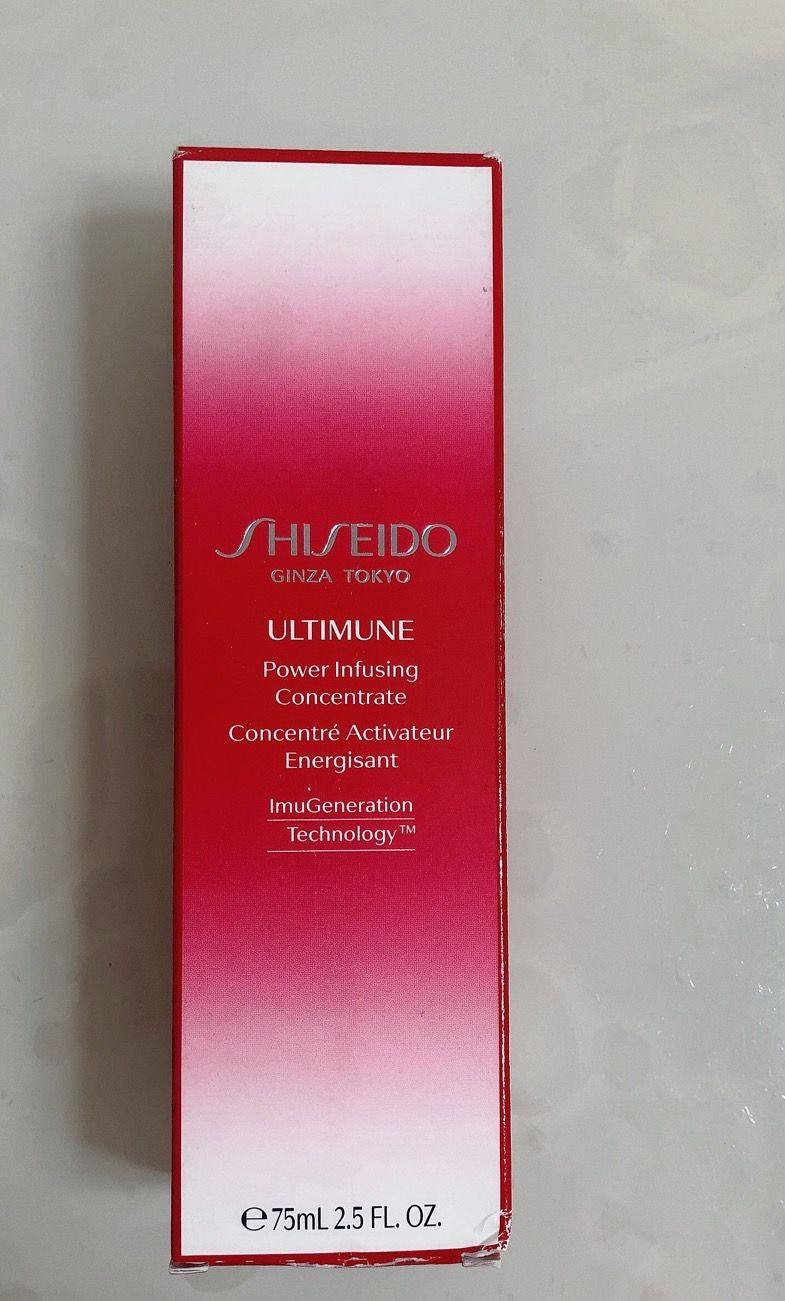 SHISEIDO
GINZA TOKYO
ULTIMUNE
Power Infusing
Concentrate
Concentré Activateur
Energisant
ImuGeneration
Technology™
℮ 75mL 2.5 FL. OZ.